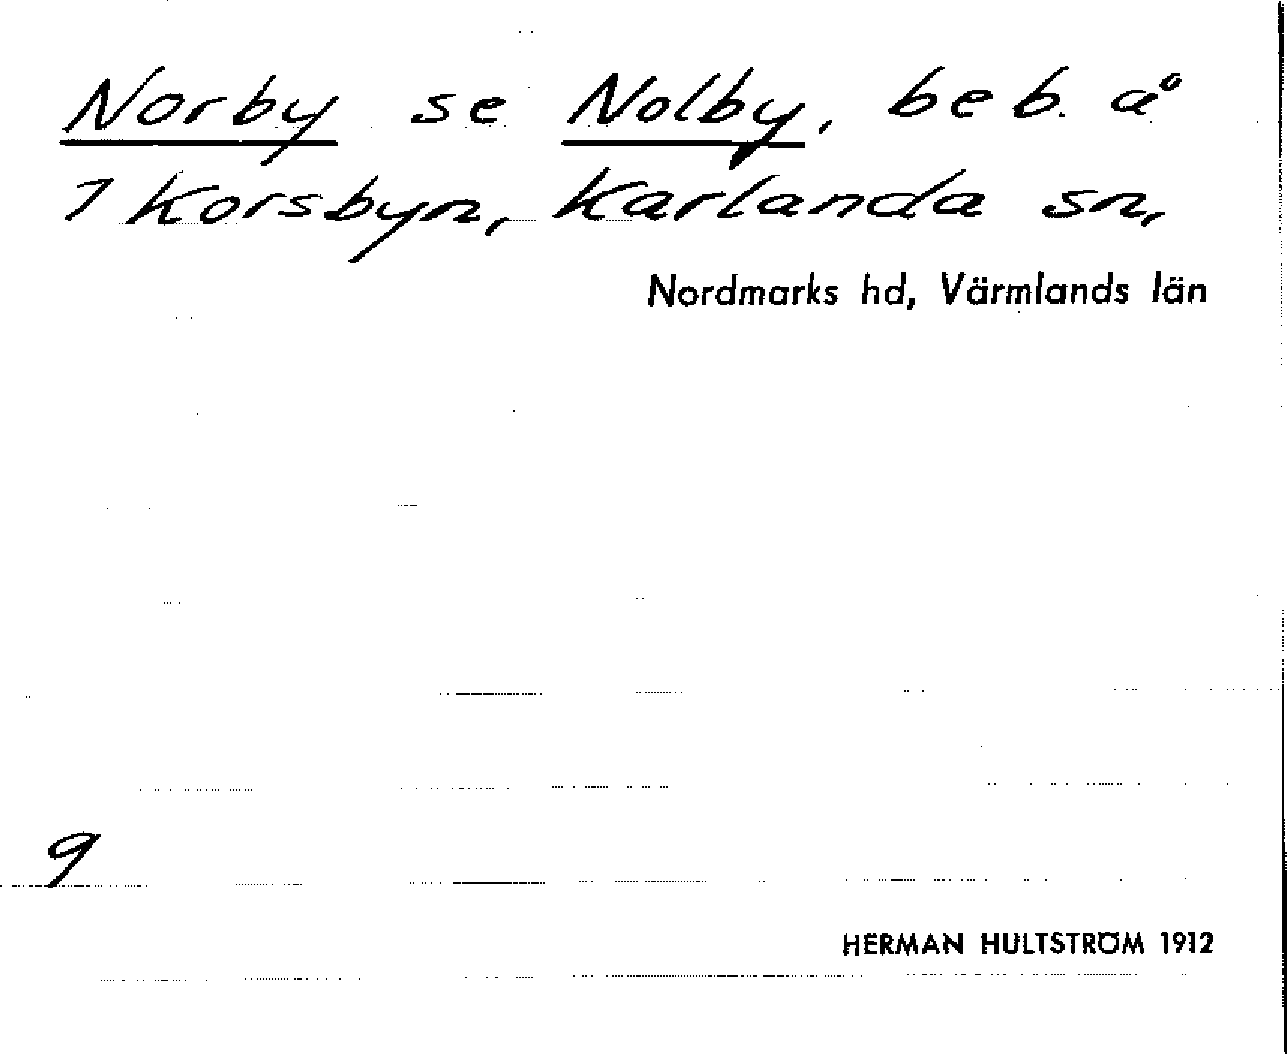 Norby se Nolby, beb. å
1 Korsbyn, Karlanda sn,
Nordmarks hd, Värmlands län
9
HERMAN HULTSTRÖM 1912